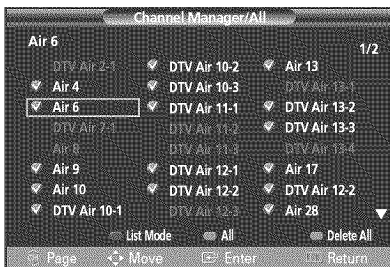 Channel Manager/All
Air 6
1/2
DTV Air 2-1 DTV Air 10-2 Air 13
Air 4 DTV Air 10-3 DTV Air 13-1
Air 6 DTV Air 11-1 DTV Air 13-2
DTV Air 7-1 DTV Air 11-2 DTV Air 13-3
Air 8 DTV Air 11-3 DTV Air 13-4
Air 9 DTV Air 12-1 Air 17
Air 10 DTV Air 12-2 DTV Air 12-2
DTV Air 10-1 DTV Air 12-3 Air 28
List Mode All Delete All
Page Move Enter Return